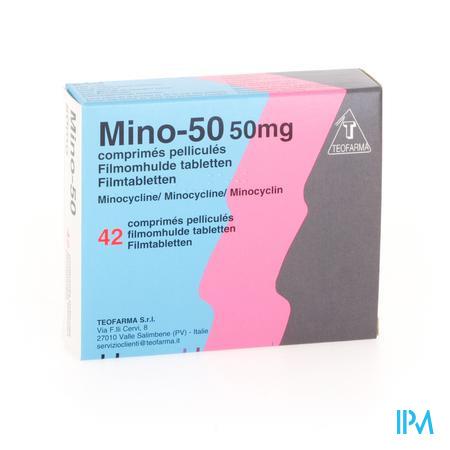 Mino-50 50mg
comprimés pelliculés
Filmomhulde tabletten
Filmtabletten
Minocycline/ Minocycline/ Minocyclin
42 comprimés pelliculés
filmomhulde tabletten
Filmtabletten
TEOFARMA S.r.l.
Via F.lli Cervi, 8
27010 Valle Salimbene (PV) - Italie
servizioclienti@teofarma.it
TEOFARMA
Mino-50
42
IPM